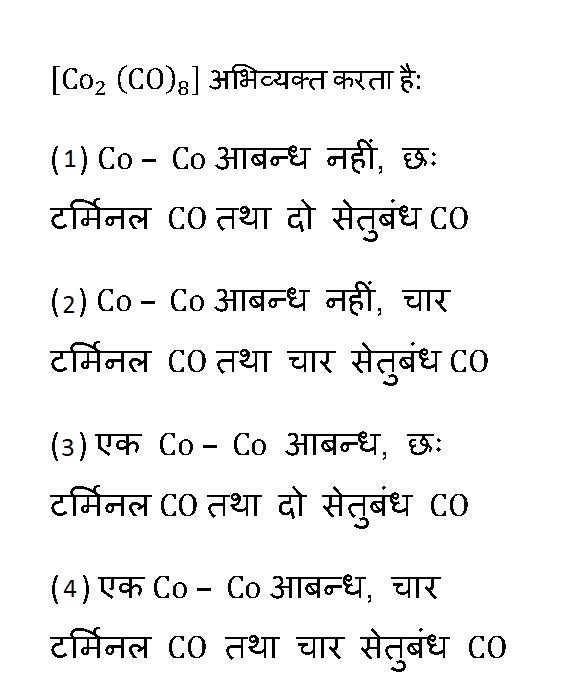 [Co₂ (CO)₈] अभिव्यक्त करता है:
(1) Co – Co आबन्ध नहीं, छः
टर्मिनल CO तथा दो सेतुबंध CO
(2) Co – Co आबन्ध नहीं, चार
टर्मिनल CO तथा चार सेतुबंध CO
(3) एक Co – Co आबन्ध, छः
टर्मिनल CO तथा दो सेतुबंध CO
(4) एक Co – Co आबन्ध, चार
टर्मिनल CO तथा चार सेतुबंध CO